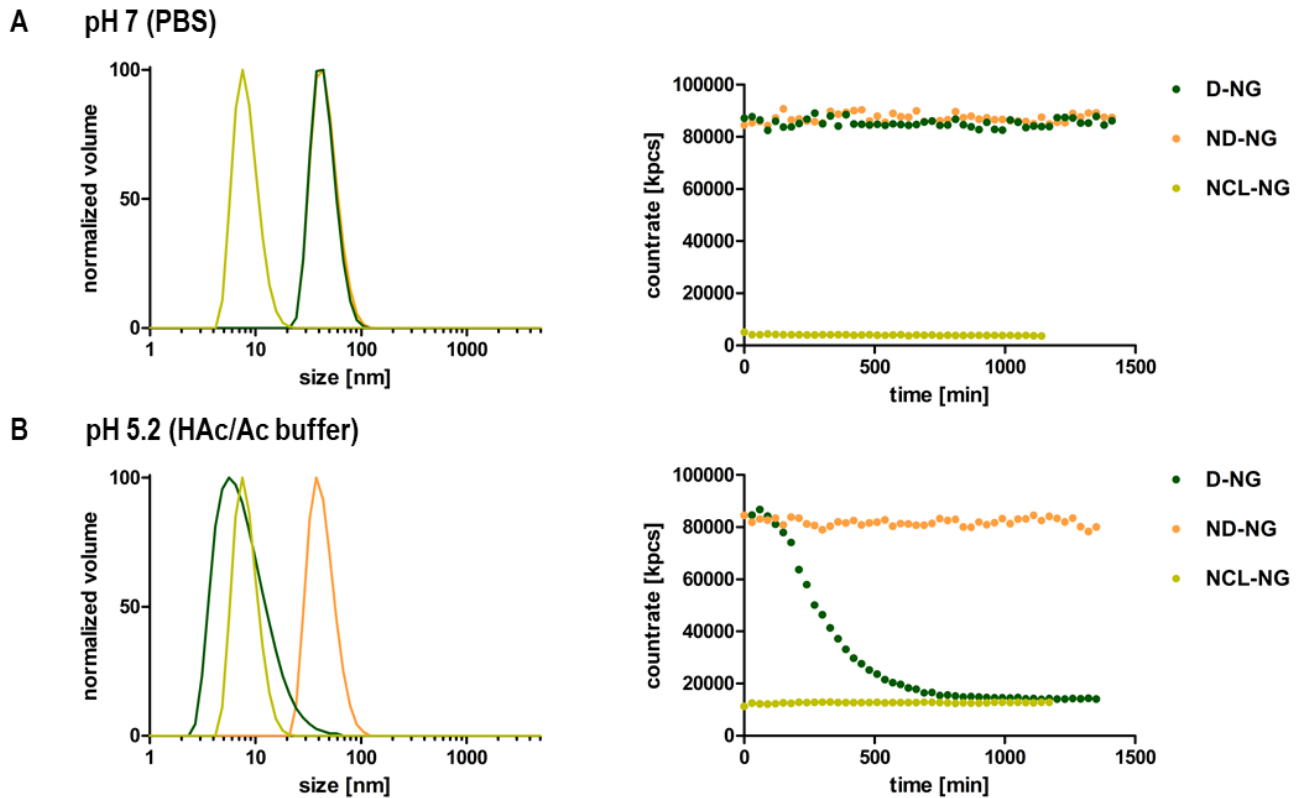 A pH 7 (PBS)
normalized volume
100
50
0
1 10 100 1000
size [nm]
countrate [kpcs]
100000
80000
60000
40000
20000
0
0 500 1000 1500
time [min]
D-NG
ND-NG
NCL-NG
B pH 5.2 (HAc/Ac buffer)
normalized volume
100
50
0
1 10 100 1000
size [nm]
countrate [kpcs]
100000
80000
60000
40000
20000
0
0 500 1000 1500
time [min]
D-NG
ND-NG
NCL-NG